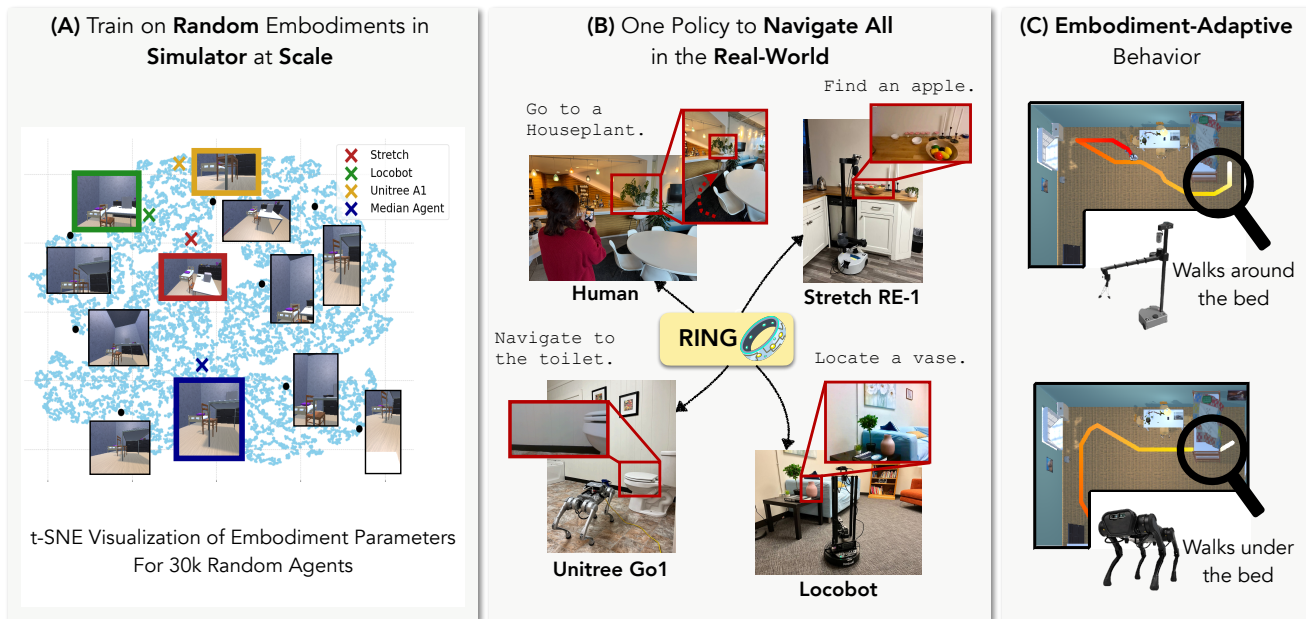 (A) Train on Random Embodiments in
Simulator at Scale
Stretch
Locobot
Unitree A1
Median Agent
t-SNE Visualization of Embodiment Parameters
For 30k Random Agents
(B) One Policy to Navigate All
in the Real-World
Go to a
Houseplant.
Find an apple.
Human
Stretch RE-1
RING
Navigate to
the toilet.
Locate a vase.
Unitree Go1
Locobot
(C) Embodiment-Adaptive
Behavior
Walks around
the bed
Walks under
the bed